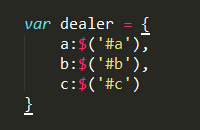 var dealer = {
    a:$('#a'),
    b:$('#b'),
    c:$('#c')
}